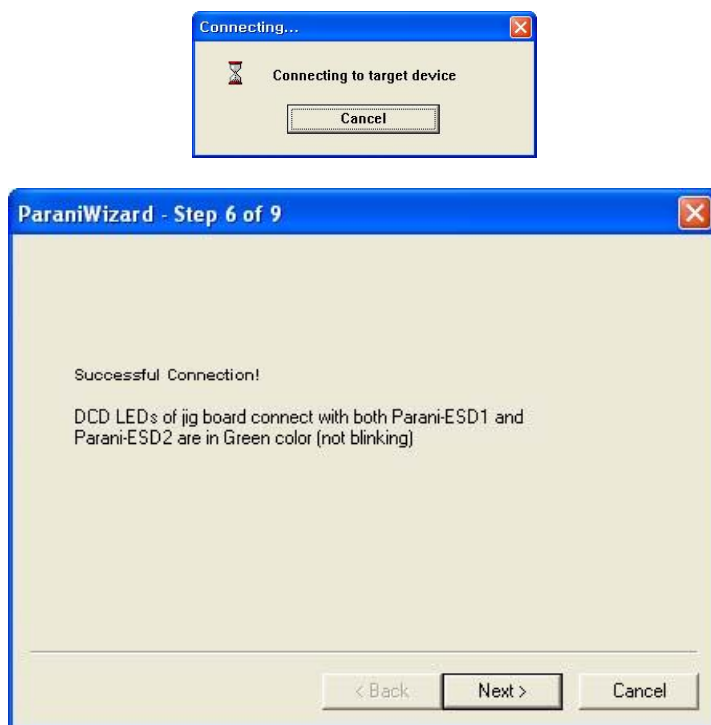 Connecting...
Connecting to target device
Cancel
ParaniWizard - Step 6 of 9
Successful Connection!
DCD LEDs of jig board connect with both Parani-ESD1 and
Parani-ESD2 are in Green color (not blinking)
< Back Next > Cancel